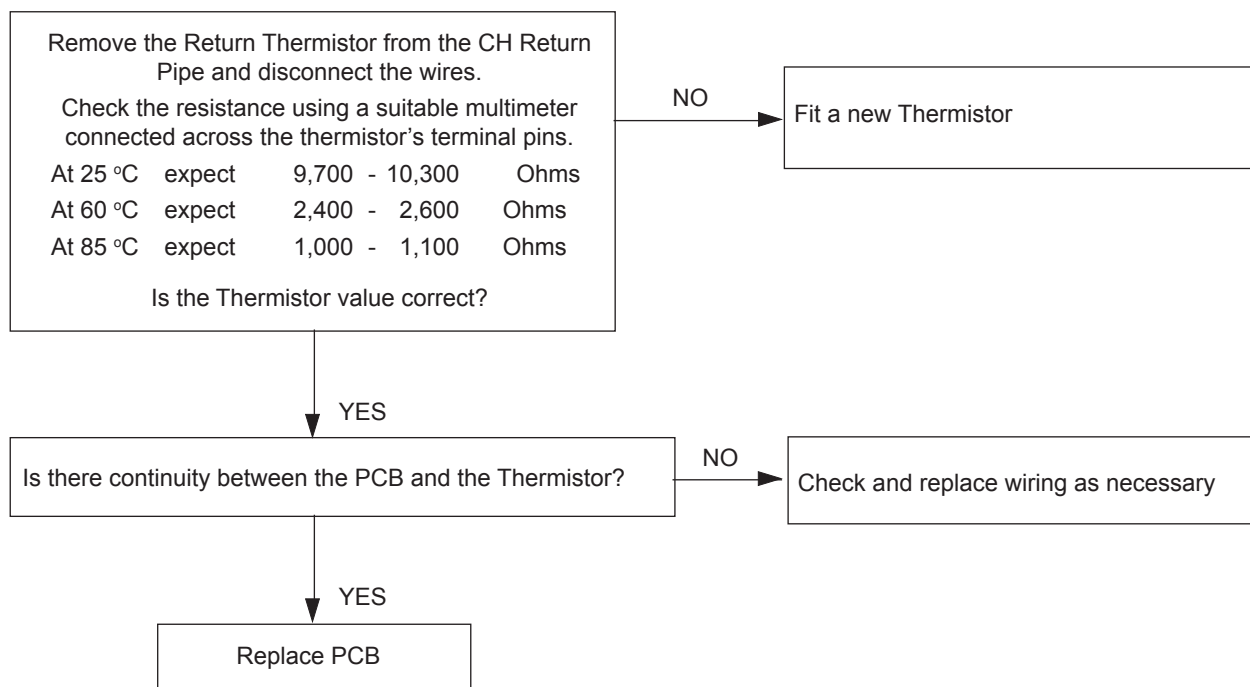 Remove the Return Thermistor from the CH Return
Pipe and disconnect the wires.
Check the resistance using a suitable multimeter
connected across the thermistor’s terminal pins.
At 25 °C expect 9,700 - 10,300 Ohms
At 60 °C expect 2,400 - 2,600 Ohms
At 85 °C expect 1,000 - 1,100 Ohms
Is the Thermistor value correct?
NO
Fit a new Thermistor
YES
Is there continuity between the PCB and the Thermistor?
NO
Check and replace wiring as necessary
YES
Replace PCB